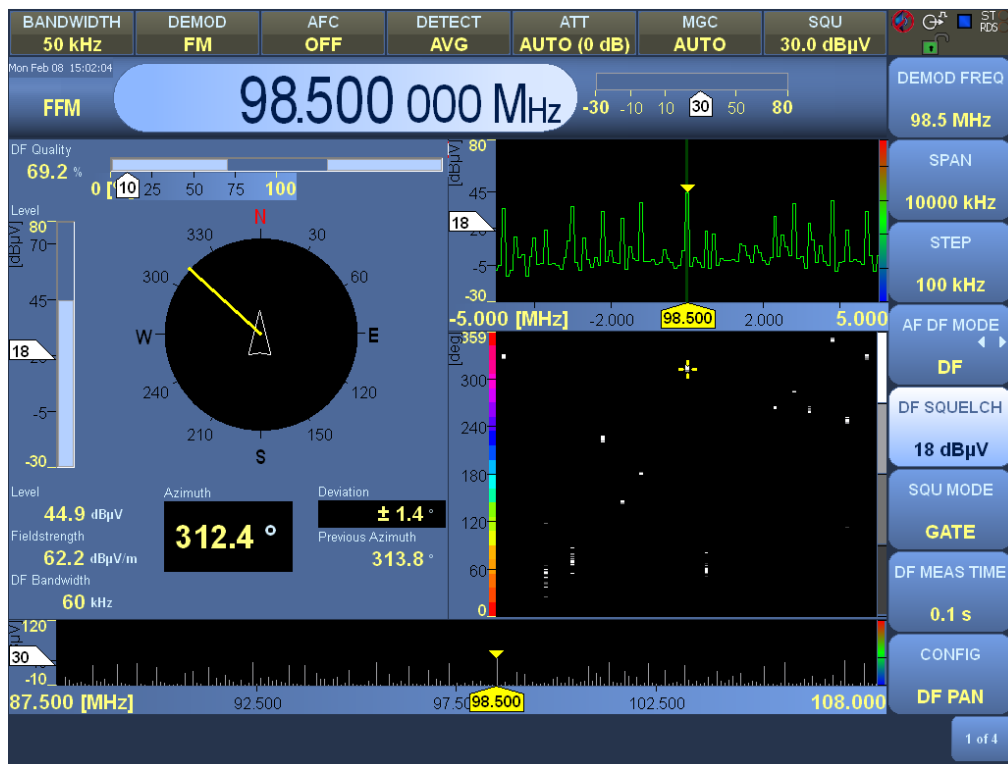 BANDWIDTH DEMOD AFC DETECT ATT MGC SQU ST RDS
50 kHz FM OFF AVG AUTO (0 dB) AUTO 30.0 dBµV
Mon Feb 08 15:02:04
FFM 98.500 000 MHz
-30 -10 10 30 50 80
DEMOD FREQ
98.5 MHz
DF Quality
69.2 %
0 [%] 10 25 50 75 100
Level
[dBµV]
80
70
45
18
-5
-30
N
30
60
E
120
150
S
210
240
W
300
330
[dBµV]
80
45
18
-5
-30
-5.000 [MHz] -2.000 98.500 2.000 5.000
[deg]
359
300
240
180
120
60
0
Level
44.9 dBµV
Fieldstrength
62.2 dBµV/m
DF Bandwidth
60 kHz
Azimuth
312.4 °
Deviation
± 1.4 °
Previous Azimuth
313.8 °
120
30
-10
87.500 [MHz] 92.500 97.50 98.500 102.500 108.000
SPAN
10000 kHz
STEP
100 kHz
AF DF MODE
DF
DF SQUELCH
18 dBµV
SQU MODE
GATE
DF MEAS TIME
0.1 s
CONFIG
DF PAN
1 of 4